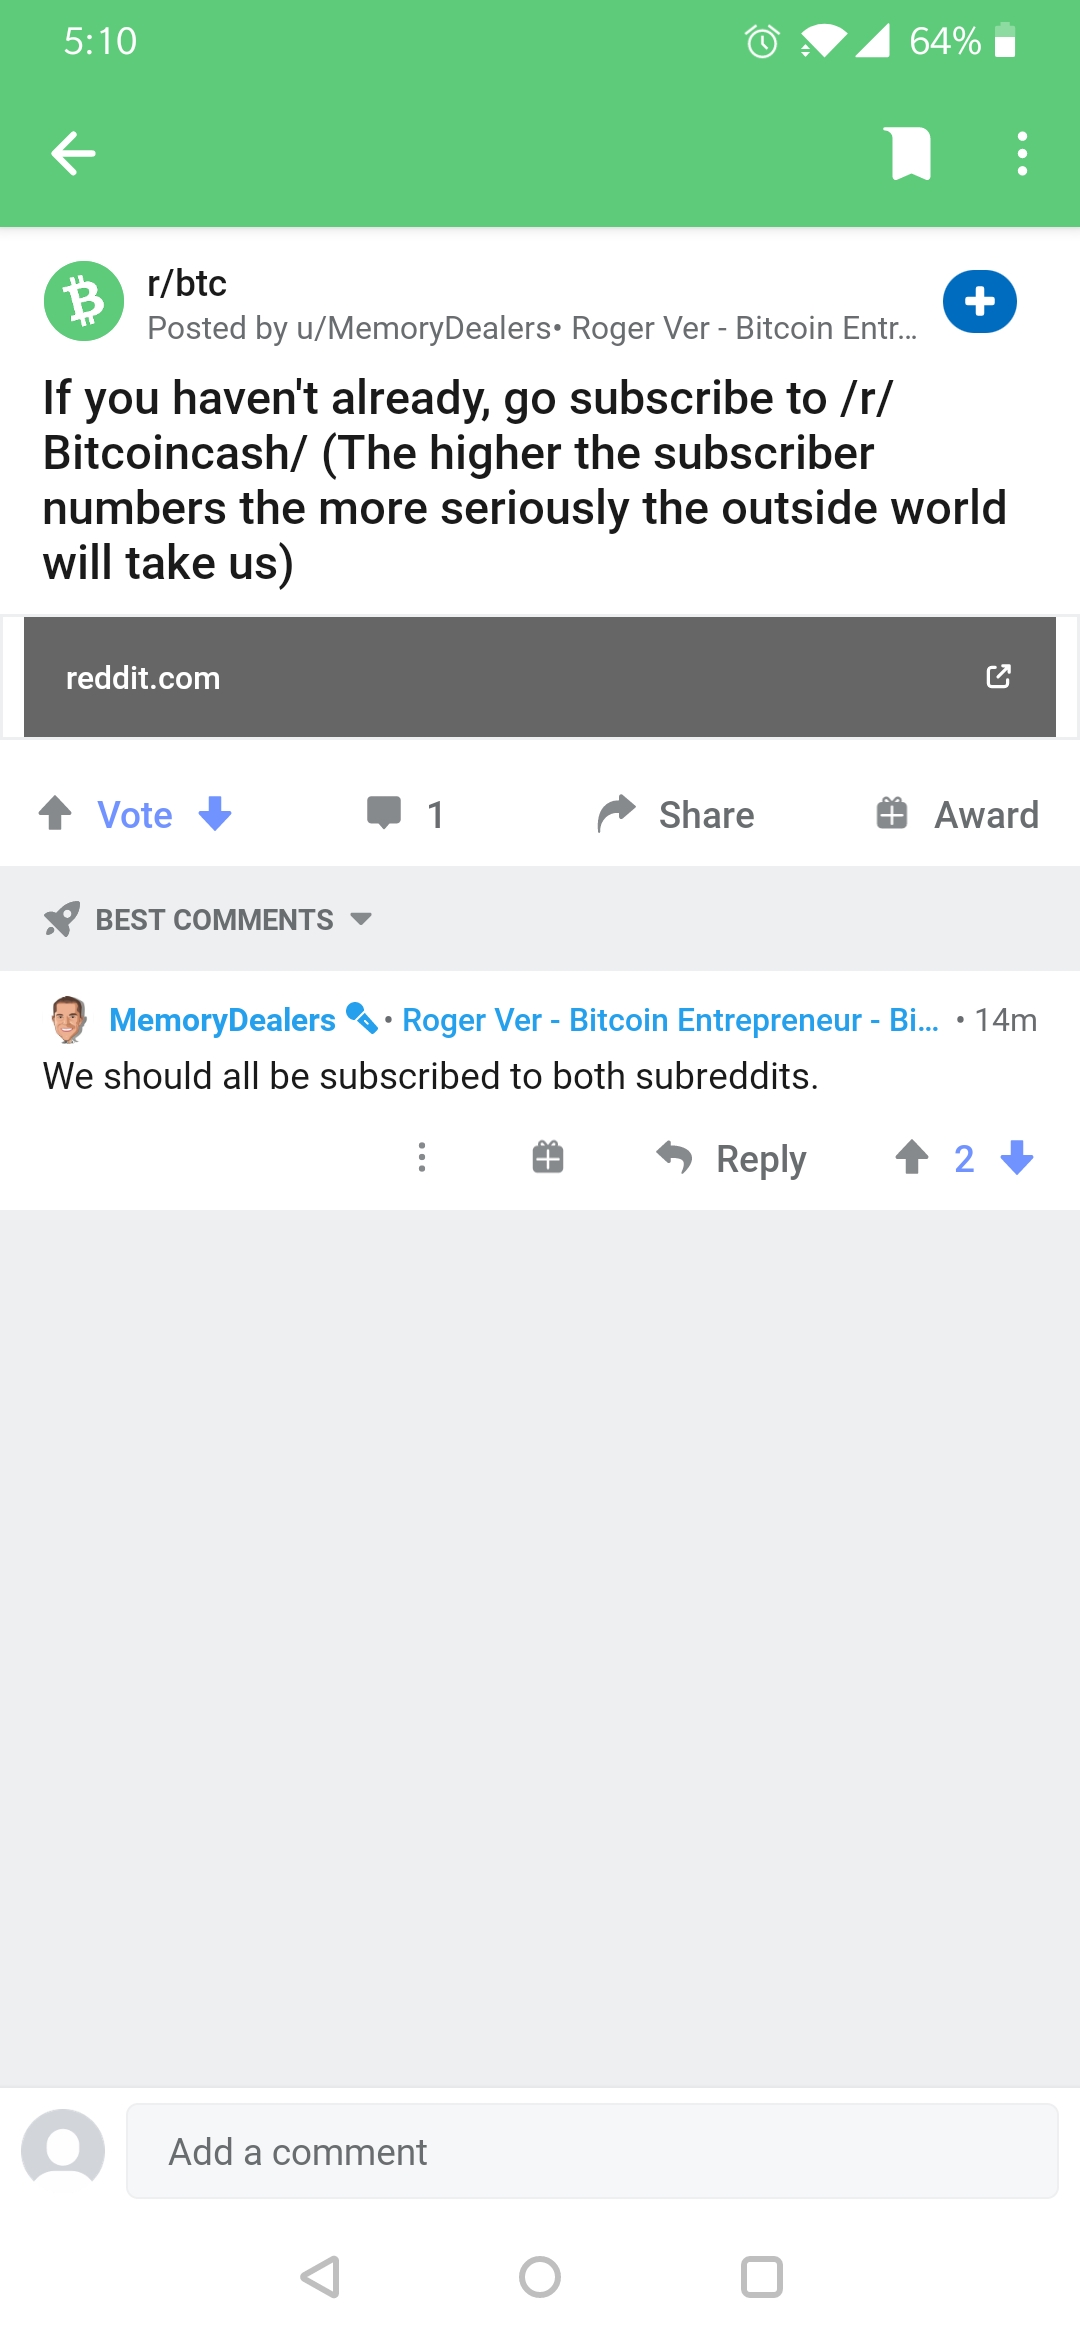 5:10
64%
r/btc
Posted by u/MemoryDealers• Roger Ver - Bitcoin Entr...
If you haven't already, go subscribe to /r/
Bitcoincash/ (The higher the subscriber
numbers the more seriously the outside world
will take us)
reddit.com
Vote 1 Share Award
BEST COMMENTS
MemoryDealers • Roger Ver - Bitcoin Entrepreneur - Bi... • 14m
We should all be subscribed to both subreddits.
Reply 2
Add a comment